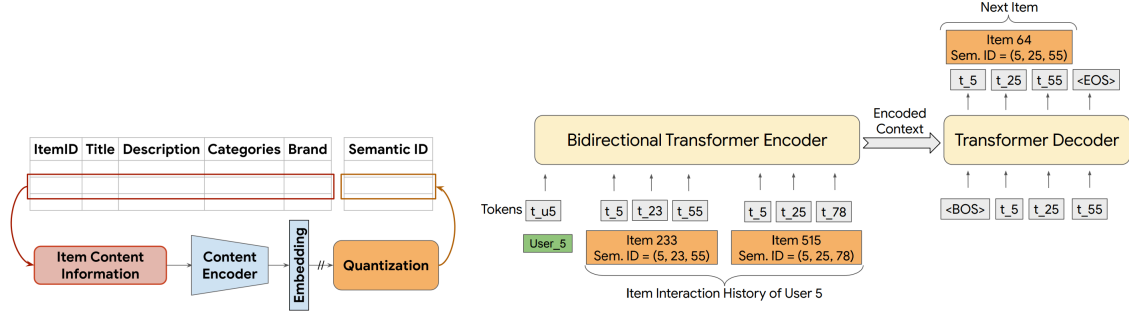 ItemID Title Description Categories Brand Semantic ID
Item Content
Information
Content
Encoder
Embedding
//
Quantization
Next Item
Item 64
Sem. ID = (5, 25, 55)
t_5 t_25 t_55 <EOS>
Bidirectional Transformer Encoder
Encoded
Context
Transformer Decoder
Tokens t_u5 t_5 t_23 t_55 t_5 t_25 t_78
<BOS> t_5 t_25 t_55
User_5
Item 233
Sem. ID = (5, 23, 55)
Item 515
Sem. ID = (5, 25, 78)
Item Interaction History of User 5